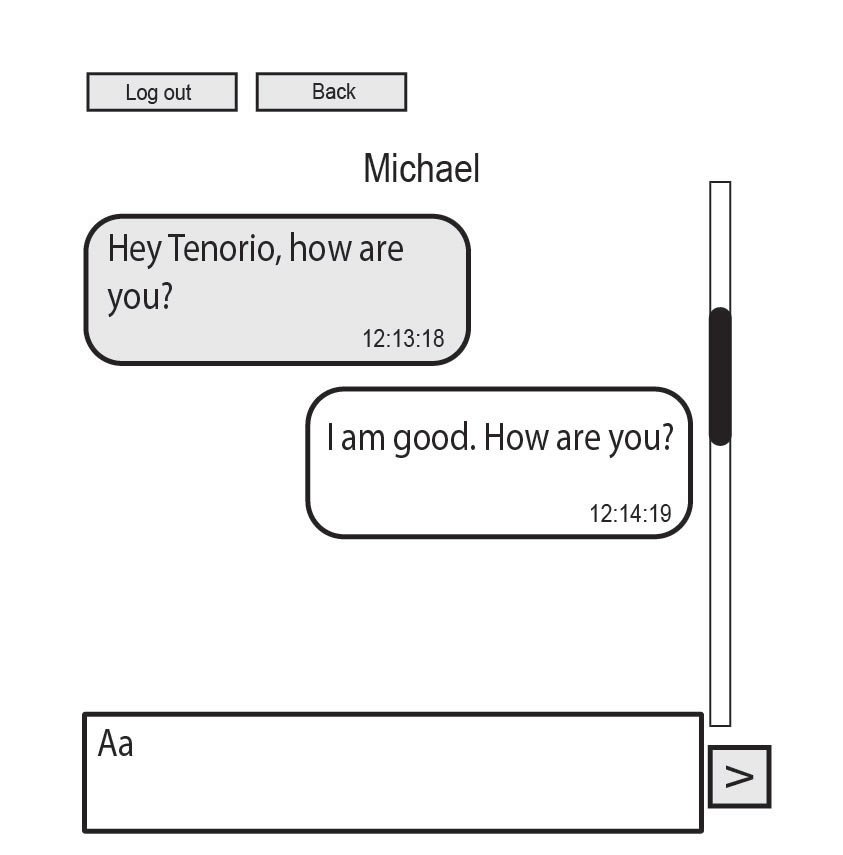 Log out
Back
Michael
Hey Tenorio, how are
you?
12:13:18
I am good. How are you?
12:14:19
Aa
>